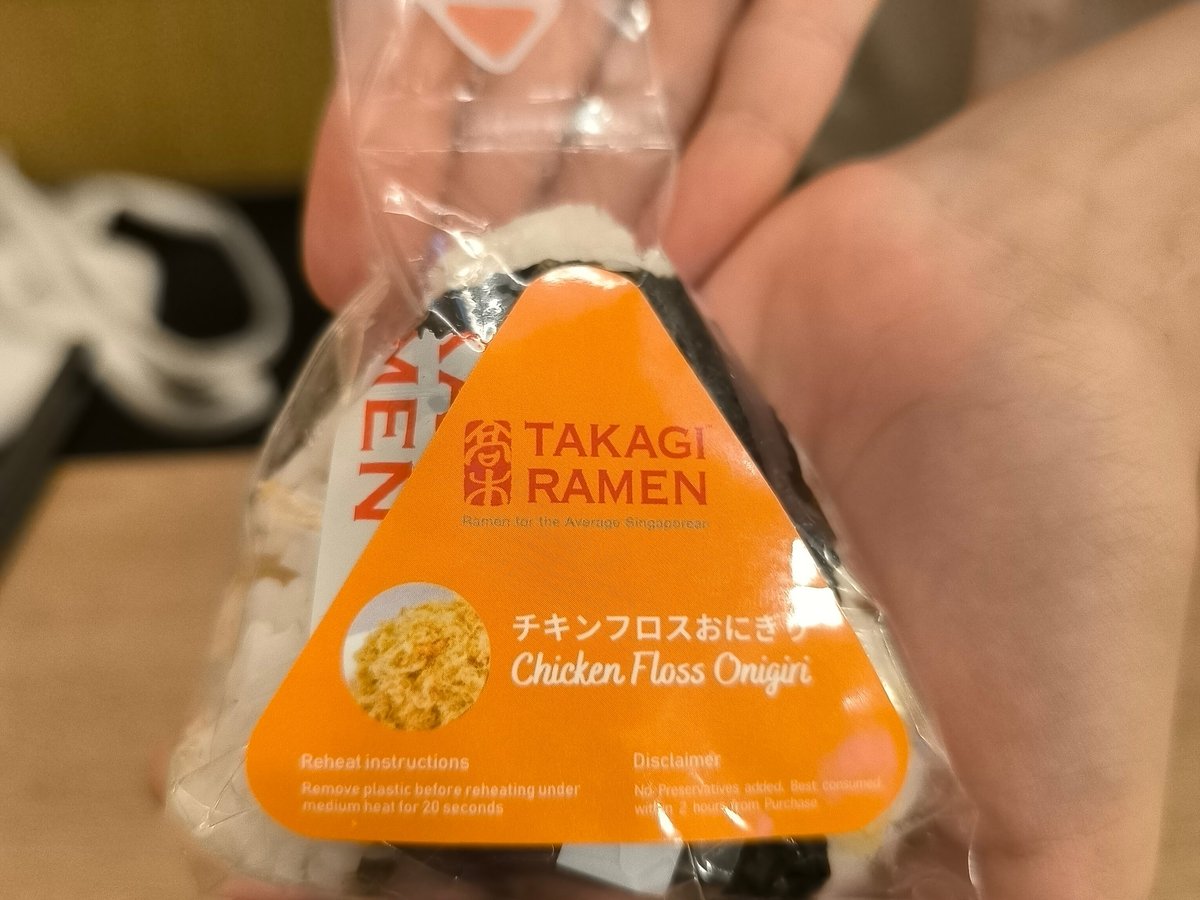 MEN
高木
TAKAGI
RAMEN
Ramen for the Average Singaporean
チキンフロスおにぎり
Chicken Floss Onigiri
Reheat instructions
Remove plastic before reheating under
medium heat for 20 seconds
Disclaimer
No Preservatives added. Best consumed
within 2 hours from Purchase